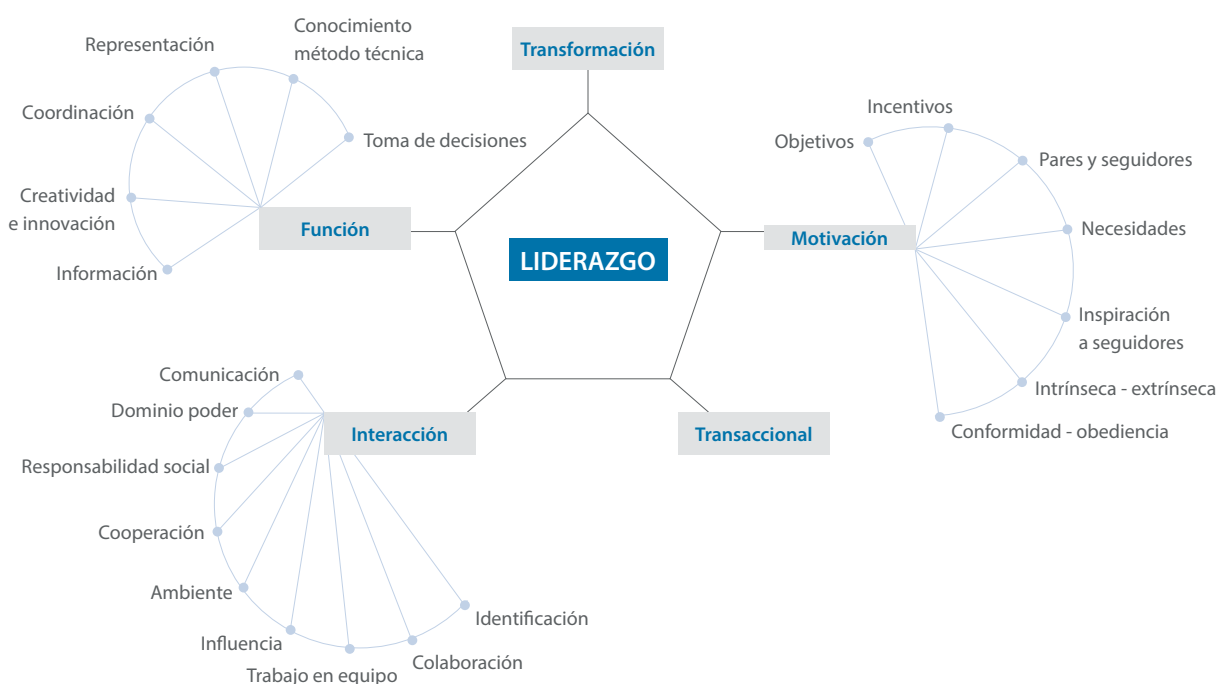 Transformación
LIDERAZGO
Función
Toma de decisiones
Conocimiento
método técnica
Representación
Coordinación
Creatividad
e innovación
Información
Motivación
Objetivos
Incentivos
Pares y seguidores
Necesidades
Inspiración
a seguidores
Intrínseca - extrínseca
Conformidad - obediencia
Interacción
Comunicación
Dominio poder
Responsabilidad social
Cooperación
Ambiente
Influencia
Trabajo en equipo
Colaboración
Identificación
Transaccional